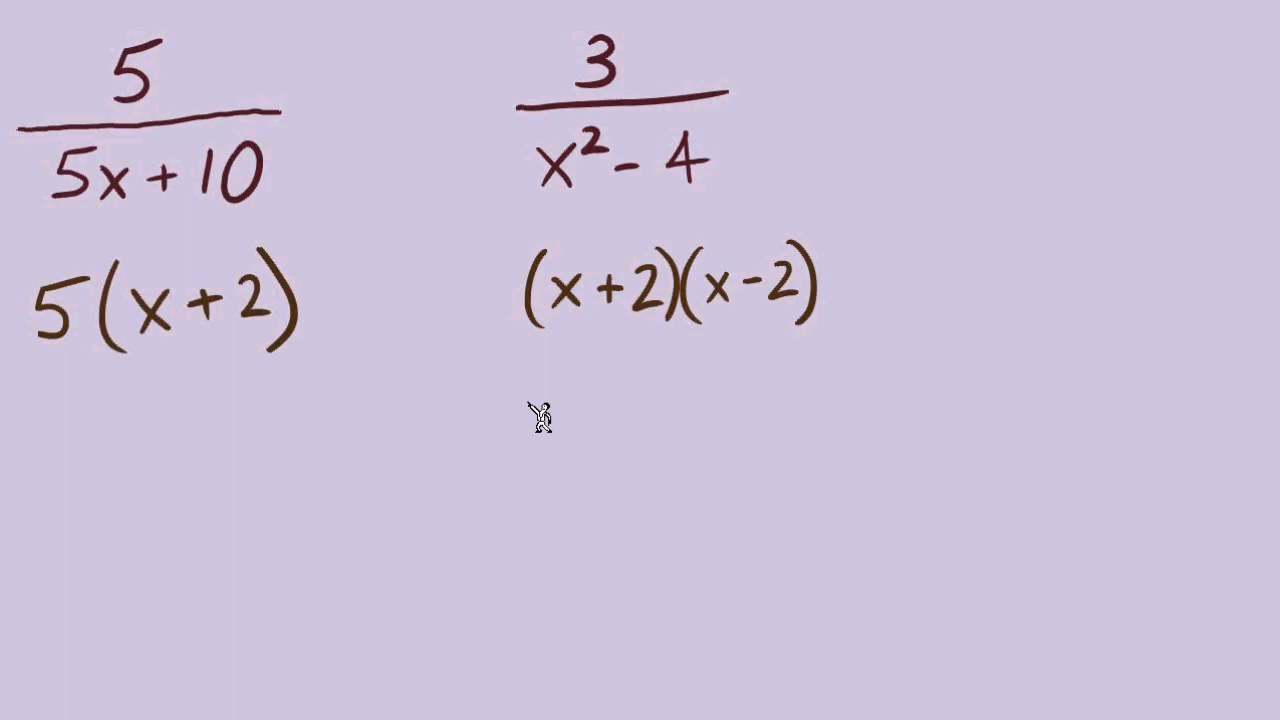 5 3
5x + 10 x² - 4
5(x + 2) (x + 2)(x - 2)